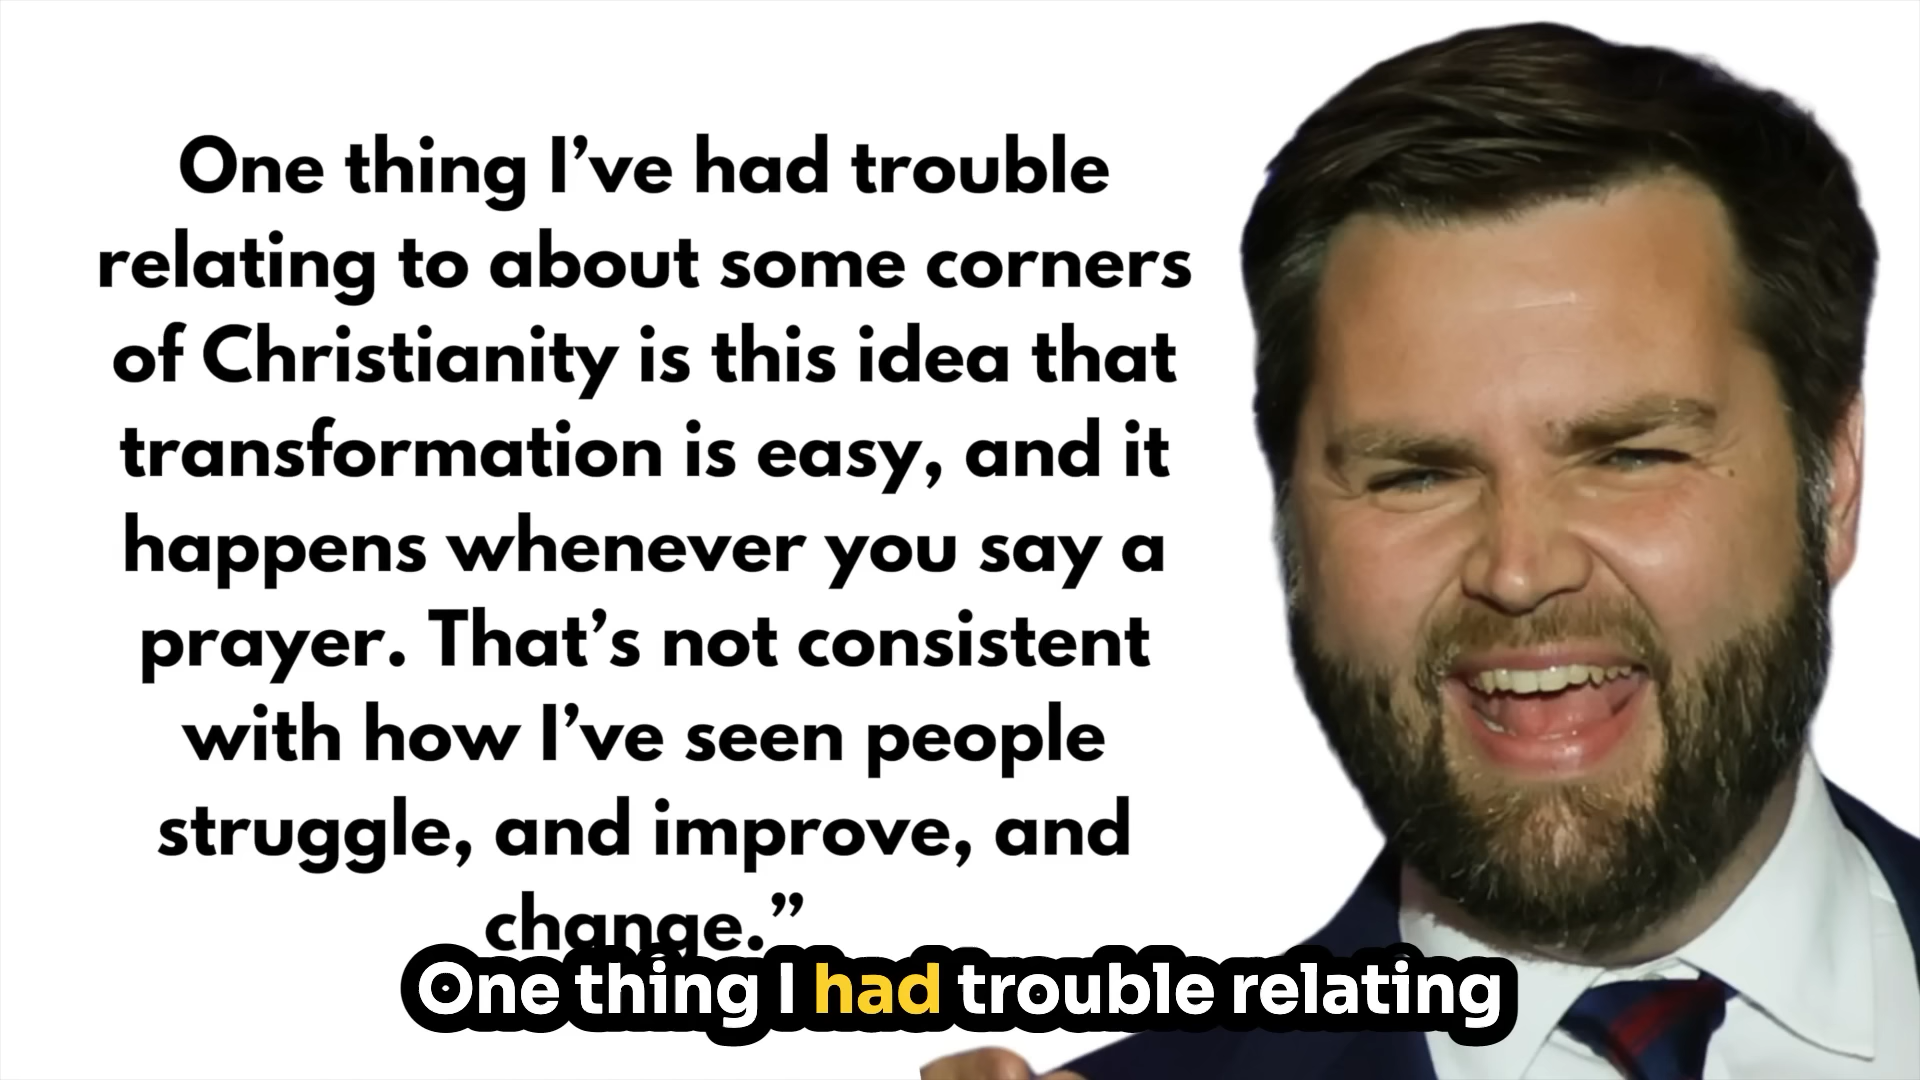 One thing I’ve had trouble
relating to about some corners
of Christianity is this idea that
transformation is easy, and it
happens whenever you say a
prayer. That’s not consistent
with how I’ve seen people
struggle, and improve, and
change.”
One thing I had trouble relating